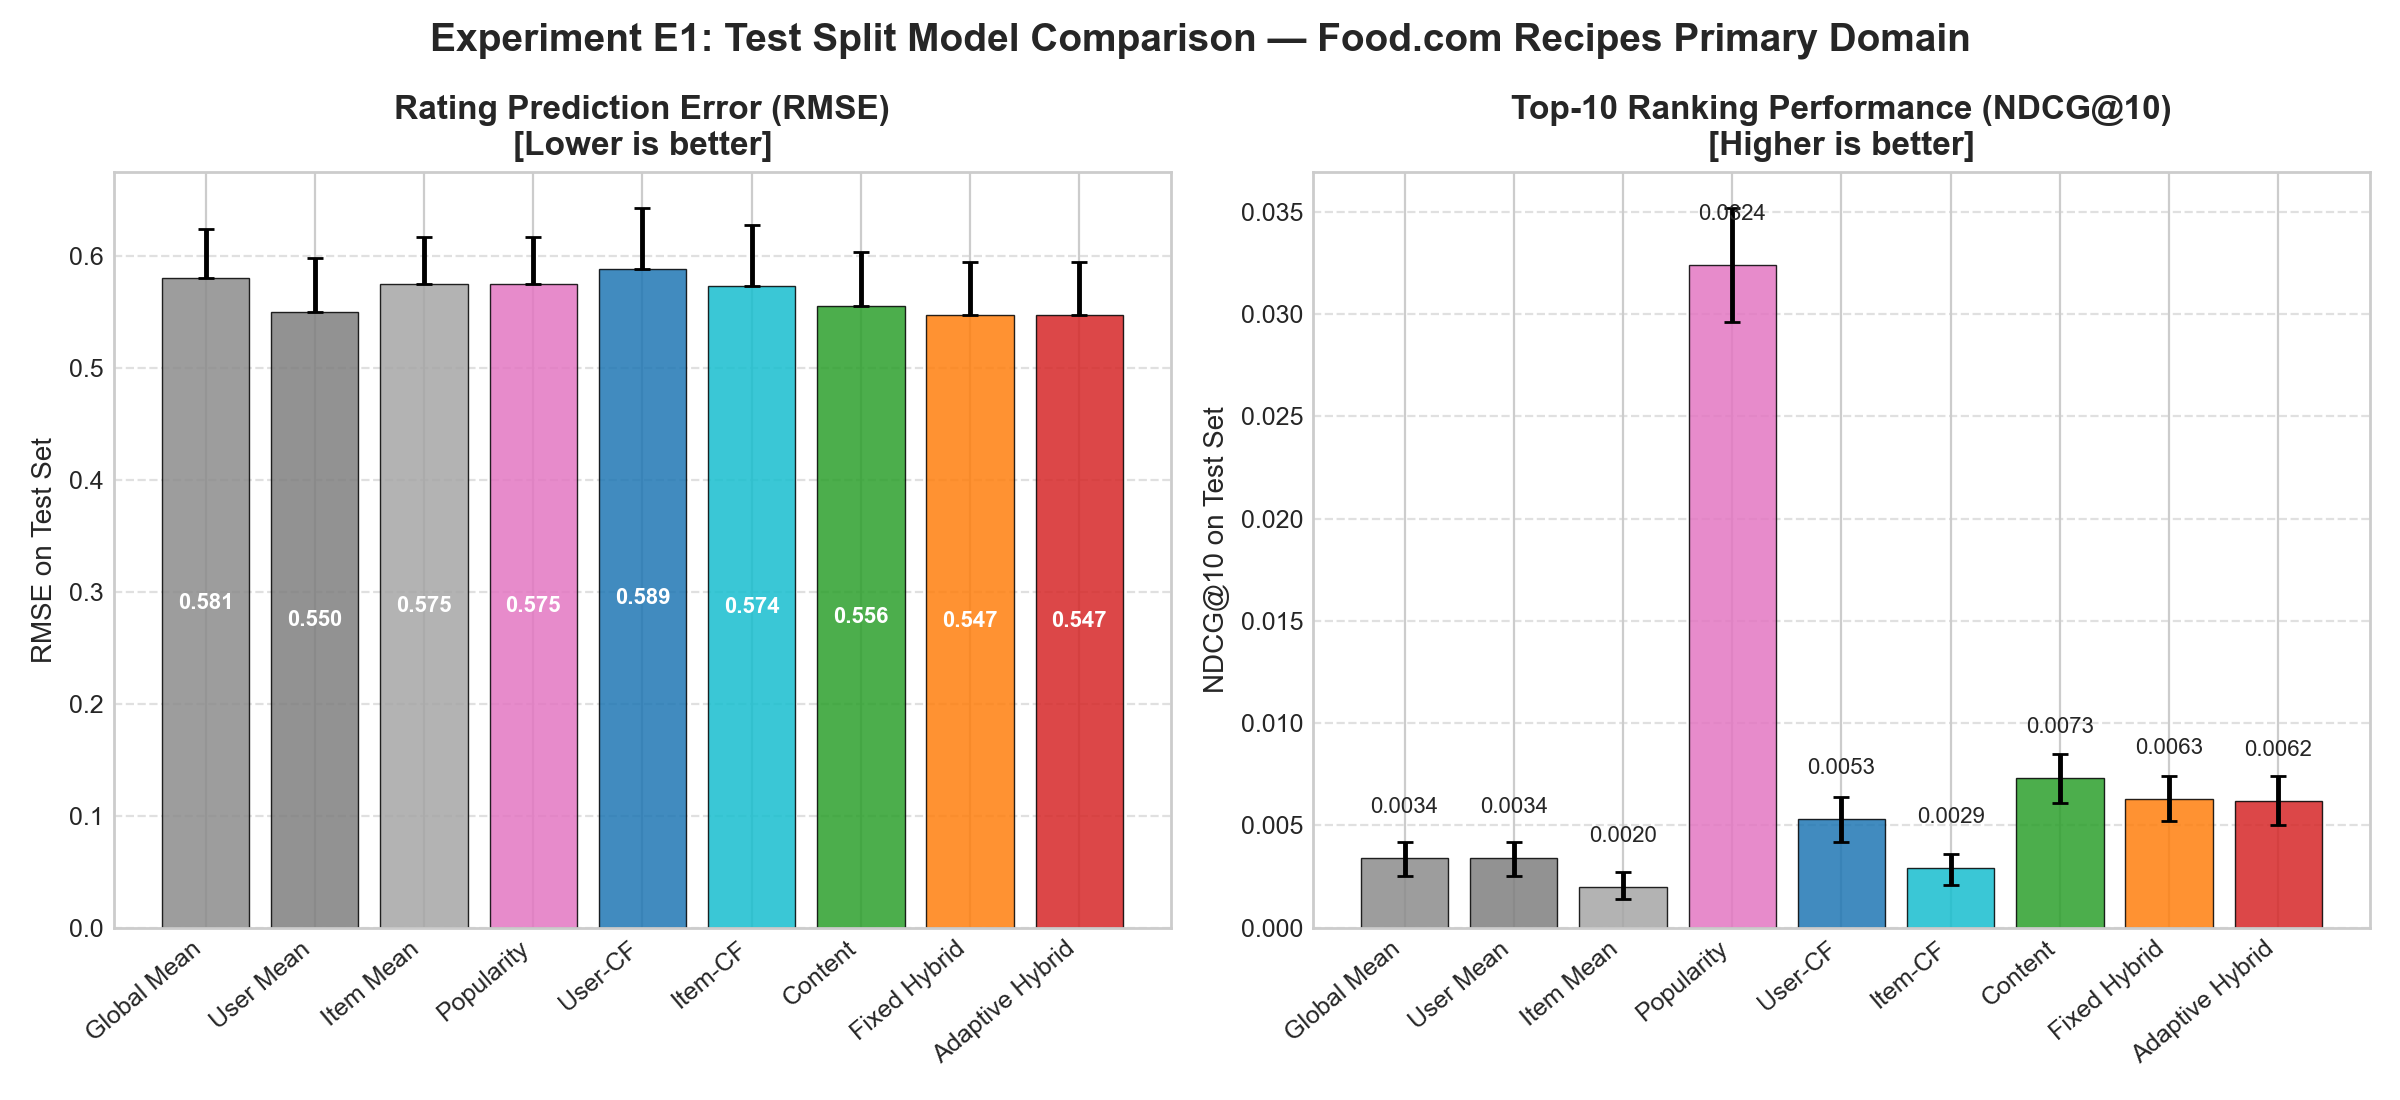 Experiment E1: Test Split Model Comparison — Food.com Recipes Primary Domain
Rating Prediction Error (RMSE)
[Lower is better]
RMSE on Test Set
0.6
0.5
0.4
0.3
0.2
0.1
0.0
0.581
0.550
0.575
0.575
0.589
0.574
0.556
0.547
0.547
Global Mean
User Mean
Item Mean
Popularity
User-CF
Item-CF
Content
Fixed Hybrid
Adaptive Hybrid
Top-10 Ranking Performance (NDCG@10)
[Higher is better]
NDCG@10 on Test Set
0.035
0.030
0.025
0.020
0.015
0.010
0.005
0.000
0.0034
0.0034
0.0020
0.0324
0.0053
0.0029
0.0073
0.0063
0.0062
Global Mean
User Mean
Item Mean
Popularity
User-CF
Item-CF
Content
Fixed Hybrid
Adaptive Hybrid